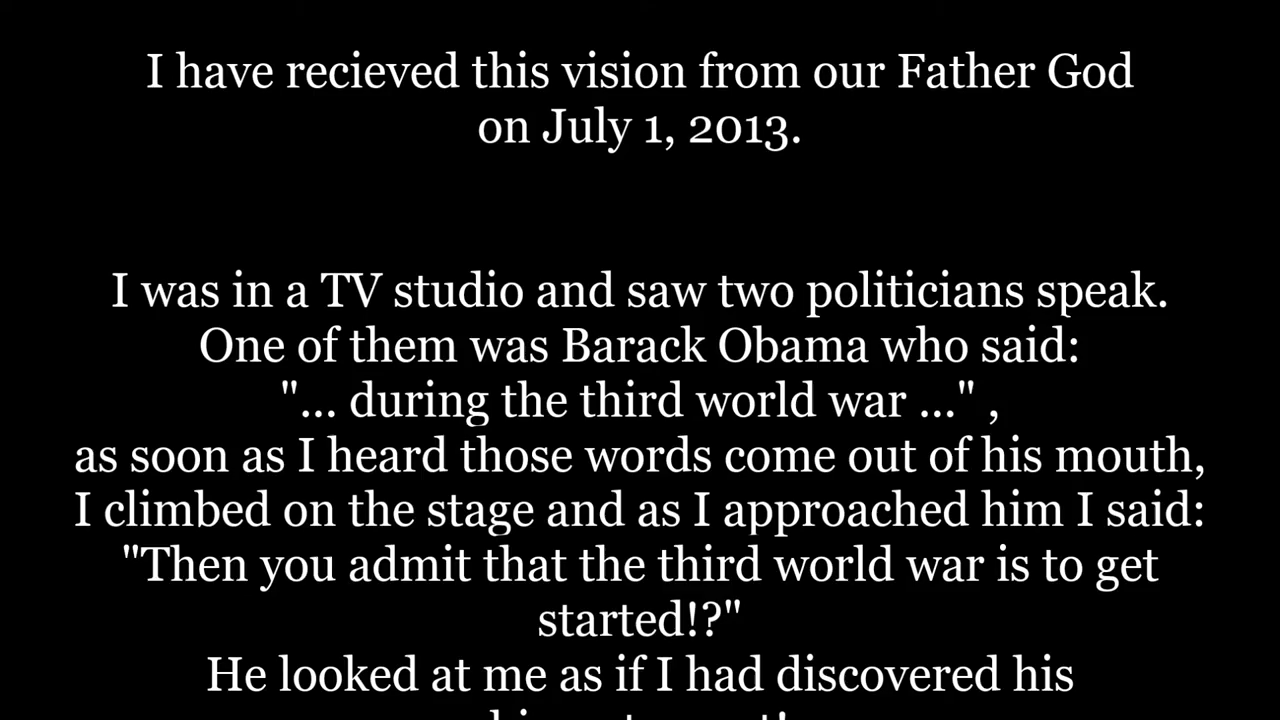 I have recieved this vision from our Father God
on July 1, 2013.
I was in a TV studio and saw two politicians speak.
One of them was Barack Obama who said:
"... during the third world war ..." ,
as soon as I heard those words come out of his mouth,
I climbed on the stage and as I approached him I said:
"Then you admit that the third world war is to get
started!?"
He looked at me as if I had discovered his